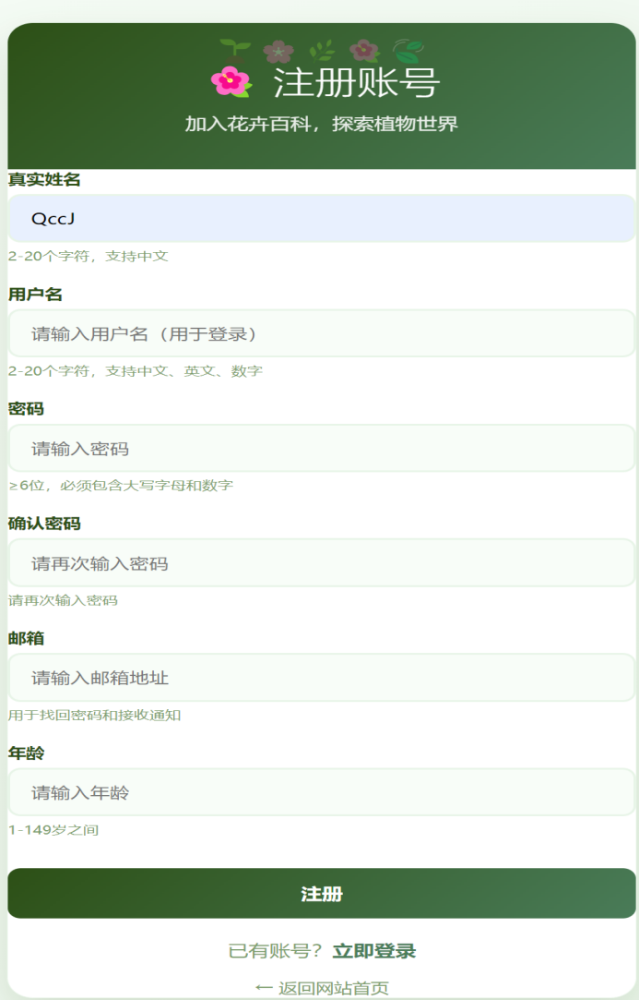 注册账号
加入花卉百科，探索植物世界
真实姓名
QccJ
2-20个字符，支持中文
用户名
请输入用户名（用于登录）
2-20个字符，支持中文、英文、数字
密码
请输入密码
≥6位，必须包含大写字母和数字
确认密码
请再次输入密码
请再次输入密码
邮箱
请输入邮箱地址
用于找回密码和接收通知
年龄
请输入年龄
1-149岁之间
注册
已有账号？立即登录
← 返回网站首页